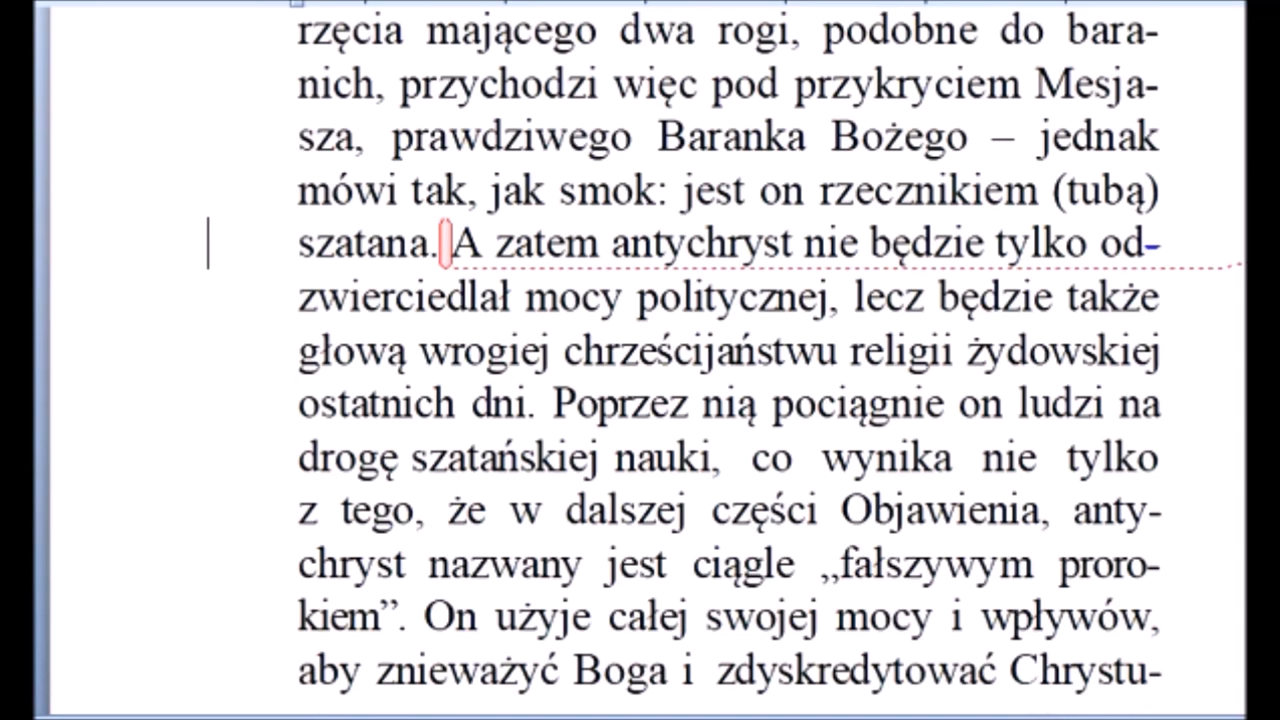 rzęcia mającego dwa rogi, podobne do bara-
nich, przychodzi więc pod przykryciem Mesja-
sza, prawdziwego Baranka Bożego – jednak
mówi tak, jak smok: jest on rzecznikiem (tubą)
szatana. A zatem antychryst nie będzie tylko od-
zwierciedlał mocy politycznej, lecz będzie także
głową wrogiej chrześcijaństwu religii żydowskiej
ostatnich dni. Poprzez nią pociągnie on ludzi na
drogę szatańskiej nauki, co wynika nie tylko
z tego, że w dalszej części Objawienia, anty-
chryst nazwany jest ciągle „fałszywym proro-
kiem”. On użyje całej swojej mocy i wpływów,
aby znieważyć Boga i zdyskredytować Chrystu-